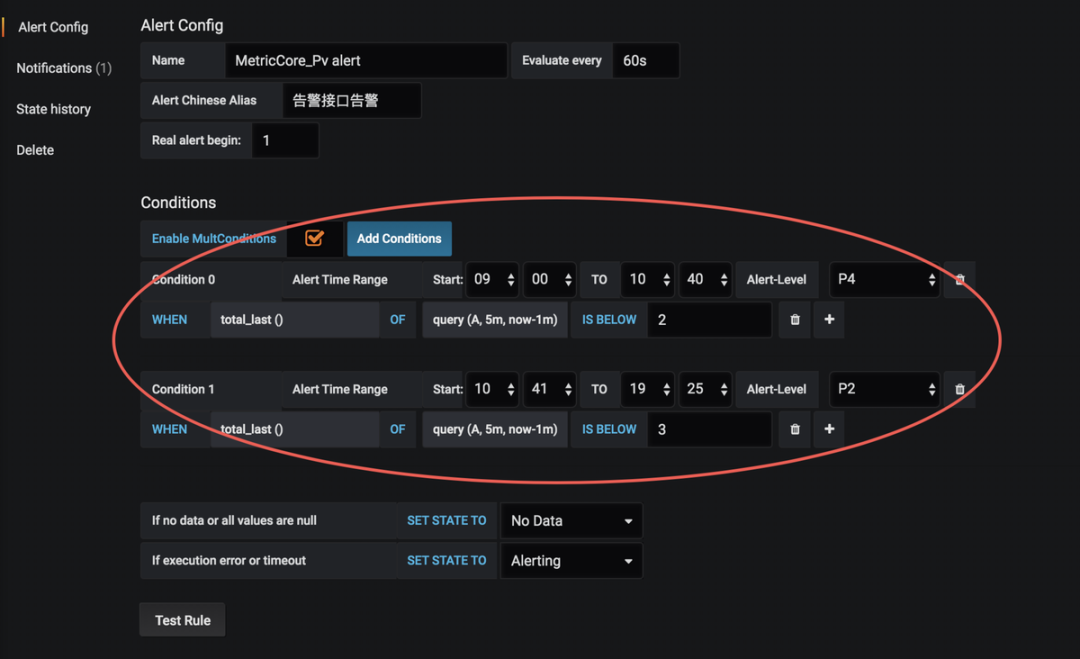 Alert Config
Notifications (1)
State history
Delete
Alert Config
Name MetricCore_Pv alert Evaluate every 60s
Alert Chinese Alias 告警接口告警
Real alert begin: 1
Conditions
Enable MultConditions Add Conditions
Condition 0 Alert Time Range Start: 09 00 TO 10 40 Alert-Level P4
WHEN total_last () OF query (A, 5m, now-1m) IS BELOW 2
Condition 1 Alert Time Range Start: 10 41 TO 19 25 Alert-Level P2
WHEN total_last () OF query (A, 5m, now-1m) IS BELOW 3
If no data or all values are null SET STATE TO No Data
If execution error or timeout SET STATE TO Alerting
Test Rule